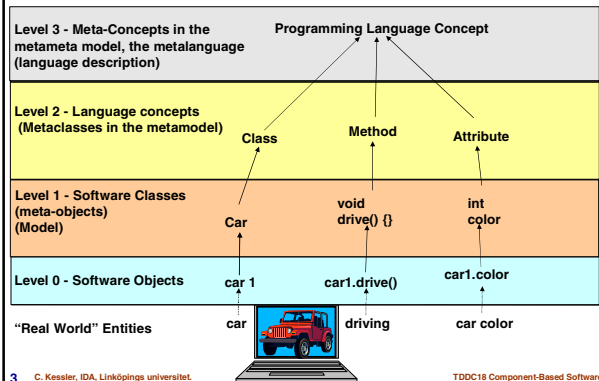 Level 3 - Meta-Concepts in the
metameta model, the metalanguage
(language description)
Programming Language Concept
Level 2 - Language concepts
(Metaclasses in the metamodel)
Class
Method
Attribute
Level 1 - Software Classes
(meta-objects)
(Model)
Car
void
drive() {}
int
color
Level 0 - Software Objects
car 1
car1.drive()
car1.color
“Real World” Entities
car
driving
car color
3 C. Kessler, IDA, Linköpings universitet.
TDDC18 Component-Based Software